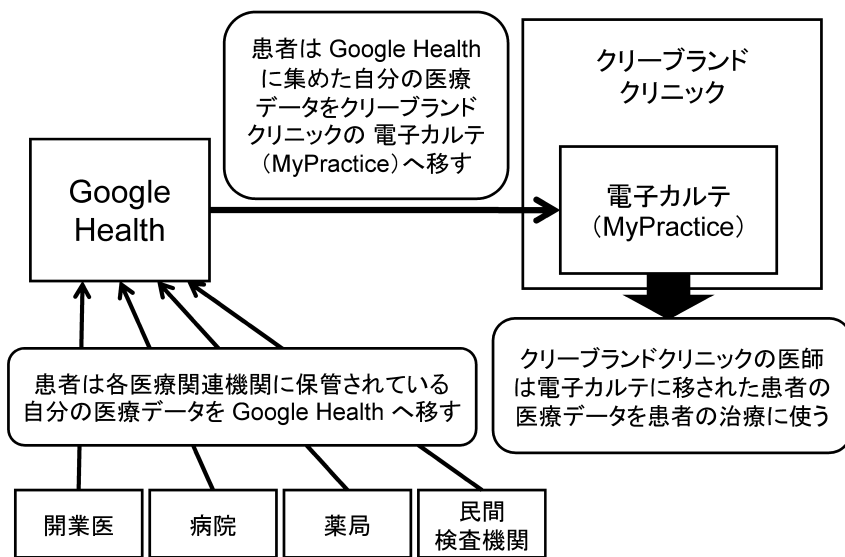 患者は Google Health
に集めた自分の医療
データをクリーブランド
クリニックの 電子カルテ
(MyPractice)へ移す
クリーブランド
クリニック
Google
Health
電子カルテ
(MyPractice)
患者は各医療関連機関に保管されている
自分の医療データを Google Health へ移す
クリーブランドクリニックの医師
は電子カルテに移された患者の
医療データを患者の治療に使う
開業医
病院
薬局
民間
検査機関